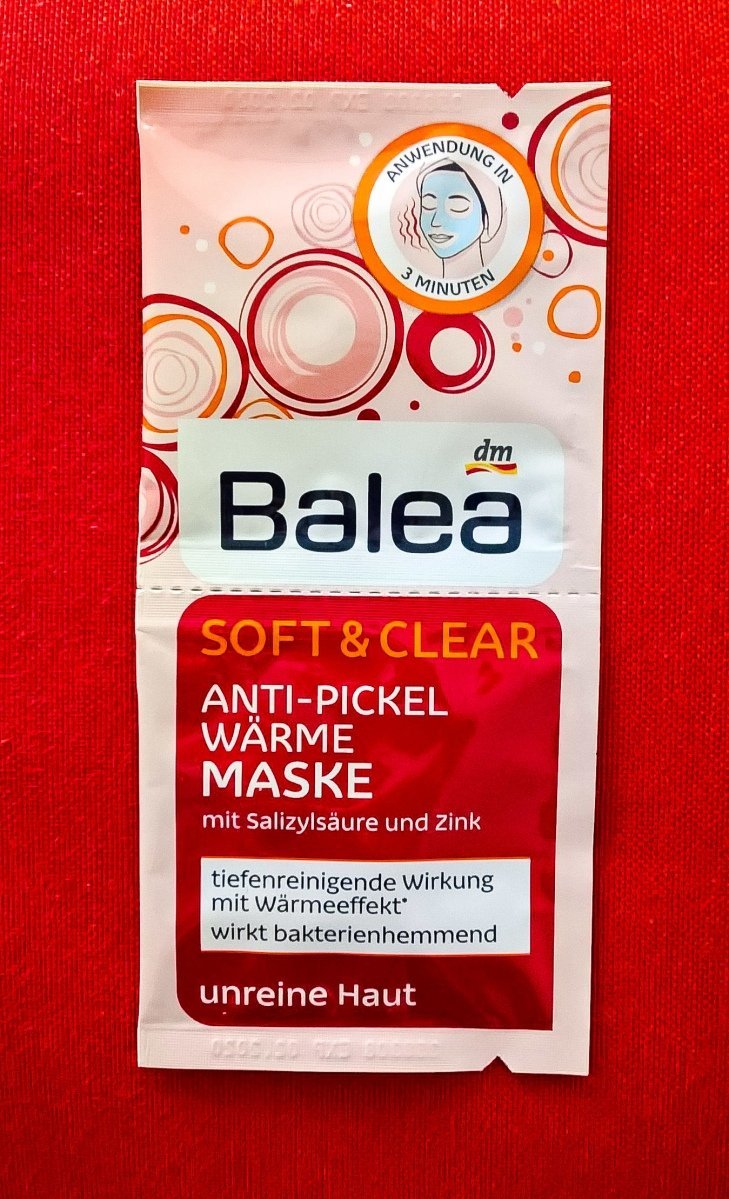 ANWENDUNG IN
3 MINUTEN
dm
Balea
SOFT & CLEAR
ANTI-PICKEL
WÄRME
MASKE
mit Salizylsäure und Zink
tiefenreinigende Wirkung
mit Wärmeeffekt*
wirkt bakterienhemmend
unreine Haut